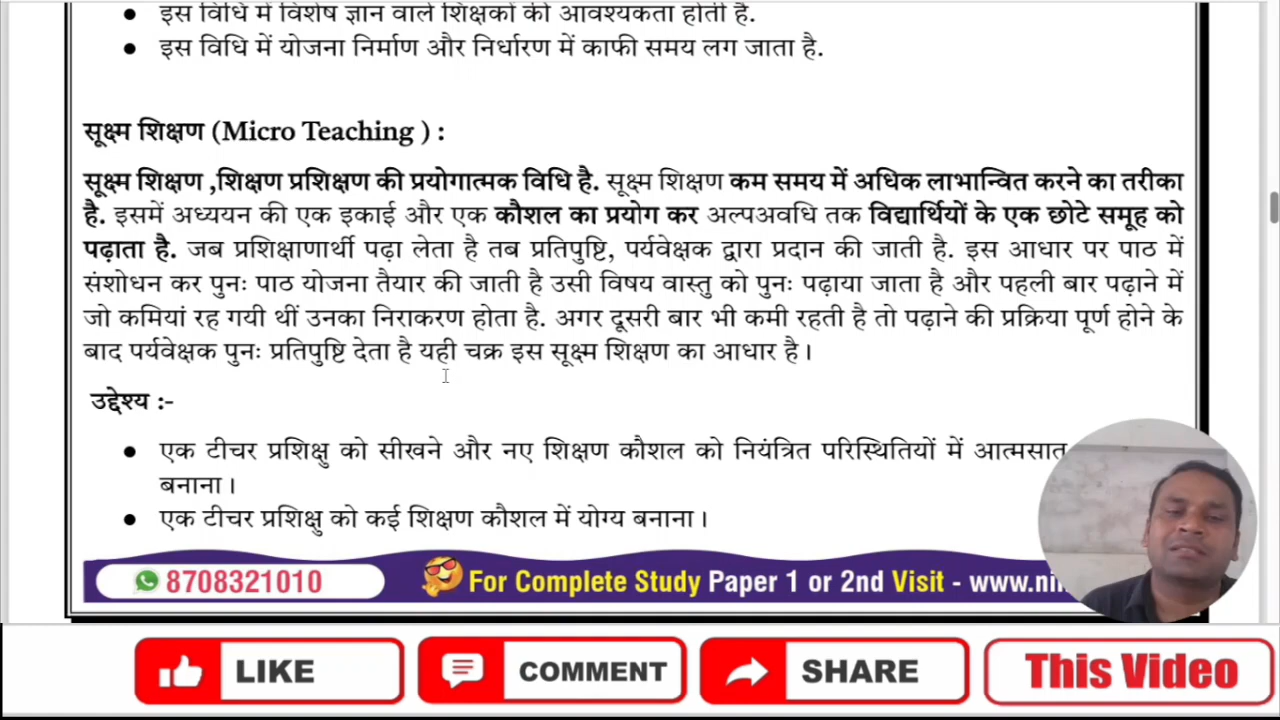 इस विधि में विशेष ज्ञान वाले शिक्षकों की आवश्यकता होती है.
इस विधि में योजना निर्माण और निर्धारण में काफी समय लग जाता है.
सूक्ष्म शिक्षण (Micro Teaching ) :
सूक्ष्म शिक्षण ,शिक्षण प्रशिक्षण की प्रयोगात्मक विधि है. सूक्ष्म शिक्षण कम समय में अधिक लाभान्वित करने का तरीका
है. इसमें अध्ययन की एक इकाई और एक कौशल का प्रयोग कर अल्पअवधि तक विद्यार्थियों के एक छोटे समूह को
पढ़ाता है. जब प्रशिक्षाणार्थी पढ़ा लेता है तब प्रतिपुष्टि, पर्यवेक्षक द्वारा प्रदान की जाती है. इस आधार पर पाठ में
संशोधन कर पुनः पाठ योजना तैयार की जाती है उसी विषय वास्तु को पुनः पढ़ाया जाता है और पहली बार पढ़ाने में
जो कमियां रह गयी थीं उनका निराकरण होता है. अगर दूसरी बार भी कमी रहती है तो पढ़ाने की प्रक्रिया पूर्ण होने के
बाद पर्यवेक्षक पुनः प्रतिपुष्टि देता है यही चक्र इस सूक्ष्म शिक्षण का आधार है।
उद्देश्य :-
एक टीचर प्रशिक्षु को सीखने और नए शिक्षण कौशल को नियंत्रित परिस्थितियों में आत्मसात
बनाना।
एक टीचर प्रशिक्षु को कई शिक्षण कौशल में योग्य बनाना।
8708321010 For Complete Study Paper 1 or 2nd Visit - www.
LIKE COMMENT SHARE This Video